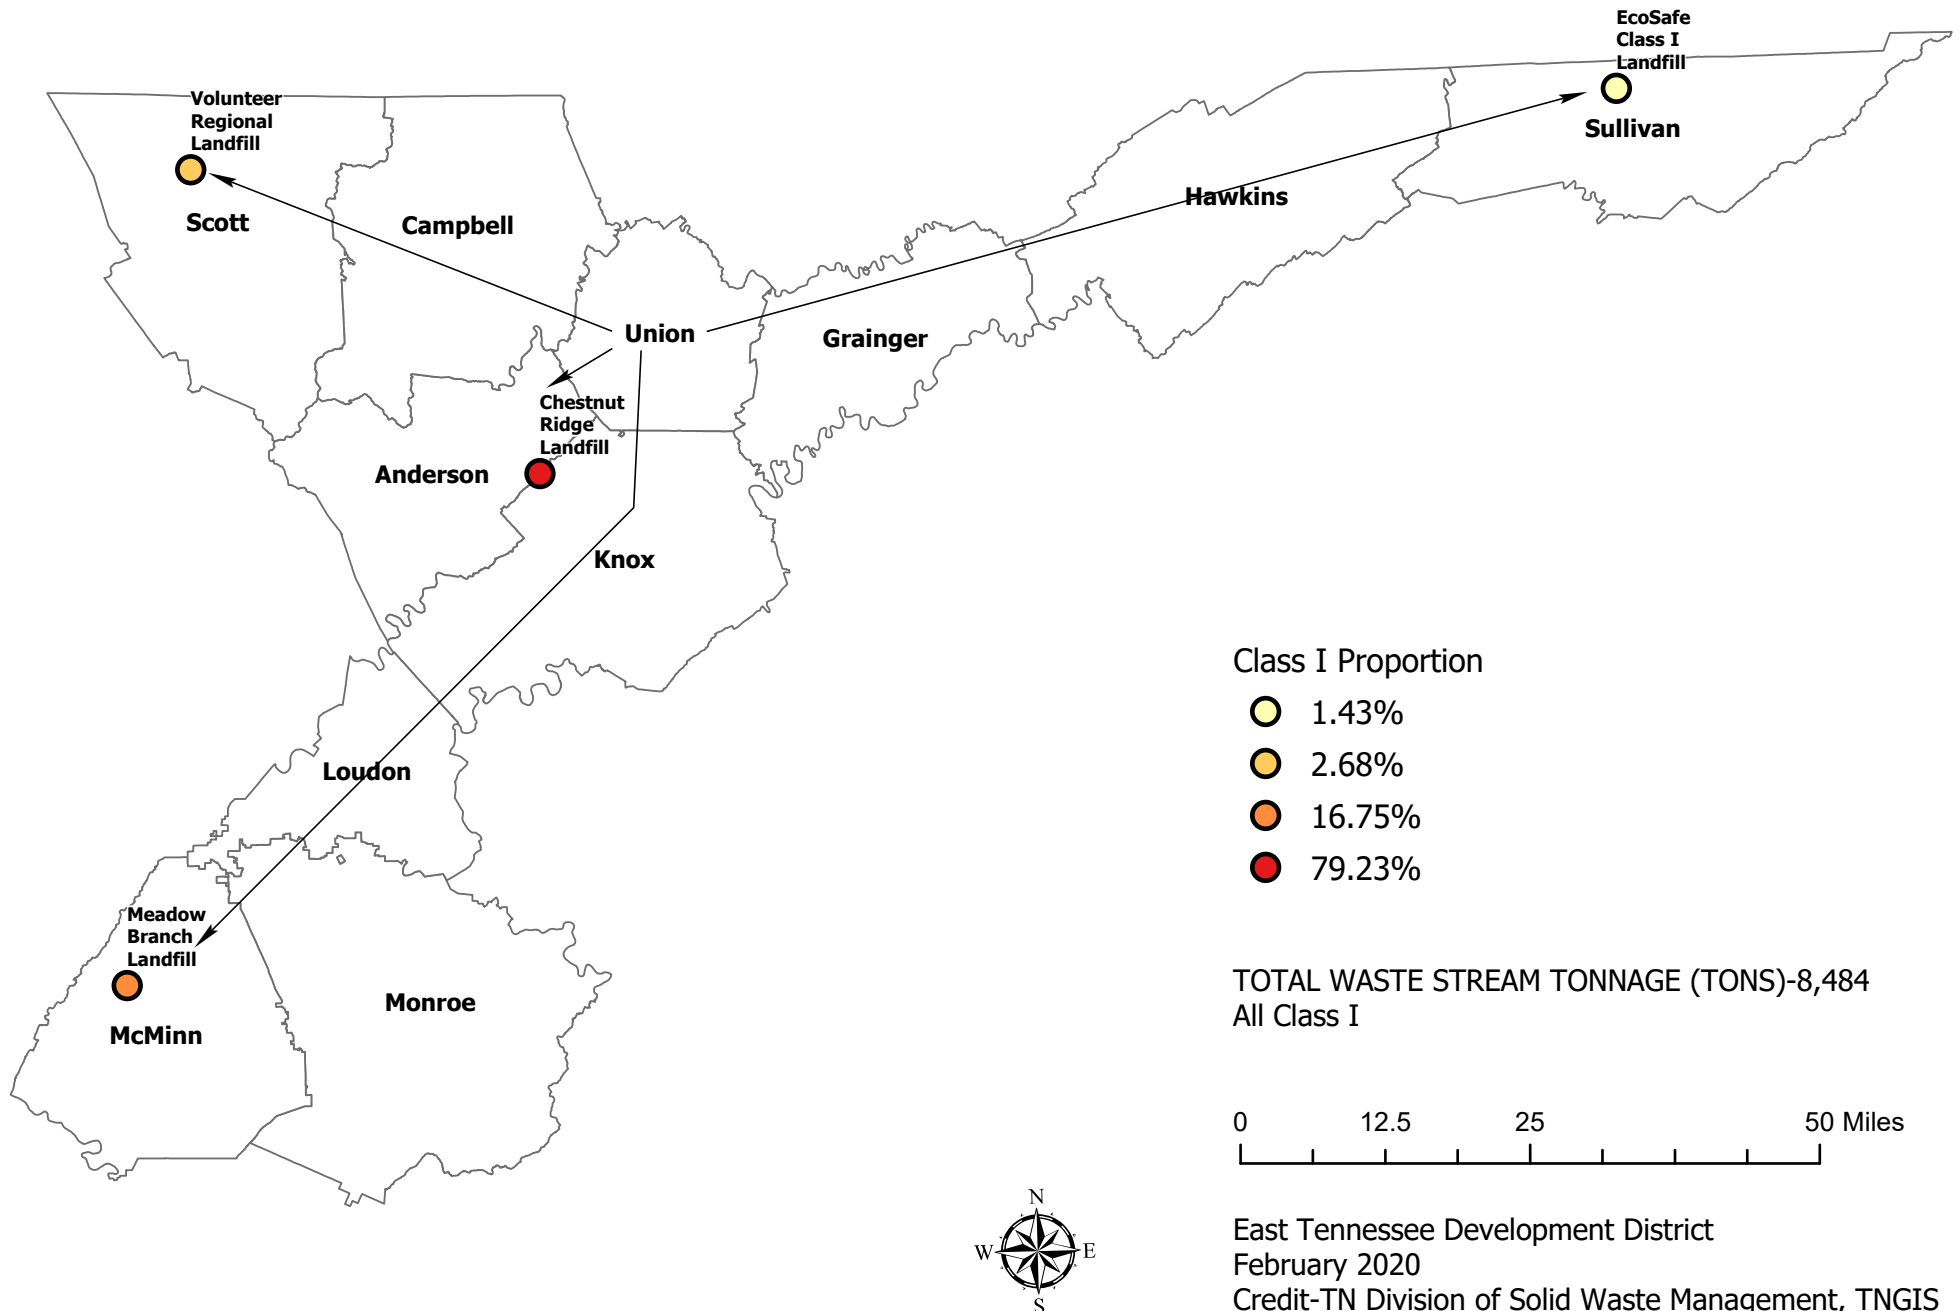 EcoSafe
Class I
Landfill
Sullivan
Volunteer
Regional
Landfill
Scott
Campbell
Hawkins
Union
Grainger
Chestnut
Ridge
Landfill
Anderson
Knox
Loudon
Meadow
Branch
Landfill
McMinn
Monroe
Class I Proportion
1.43%
2.68%
16.75%
79.23%
TOTAL WASTE STREAM TONNAGE (TONS)-8,484
All Class I
0 12.5 25 50 Miles
N
W E
S
East Tennessee Development District
February 2020
Credit-TN Division of Solid Waste Management, TNGIS